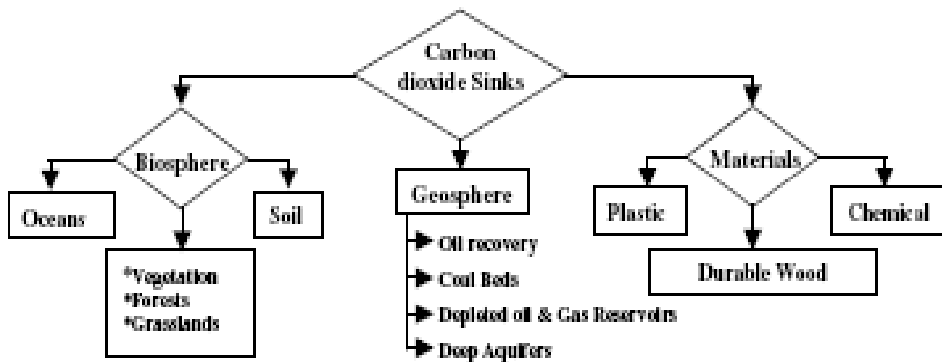 Carbon
dioxide Sinks
Biosphere
Oceans
Soil
*Vegetation
*Forests
*Grasslands
Geosphere
Oil recovery
Coal Beds
Depleted oil & Gas Reservoirs
Deep Aquifers
Materials
Plastic
Chemical
Durable Wood